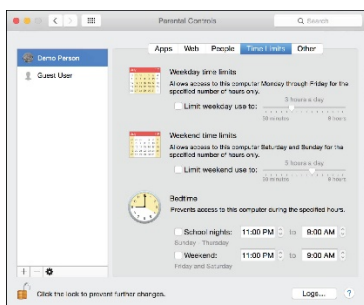 Parental Controls
Search
Apps Web People Time Limits Other
Demo Person
Guest User
Weekday time limits
Allows access to this computer Monday through Friday for the
specified number of hours only.
Limit weekday use to:
3 hours a day
30 minutes 8 hours
Weekend time limits
Allows access to this computer Saturday and Sunday for the
specified number of hours only.
Limit weekend use to:
5 hours a day
30 minutes 8 hours
Bedtime
Prevents access to this computer during the specified hours.
School nights: 11:00 PM to 9:00 AM
Sunday - Thursday
Weekend: 11:00 PM to 9:00 AM
Friday and Saturday
Click the lock to prevent further changes.
Logs...
?